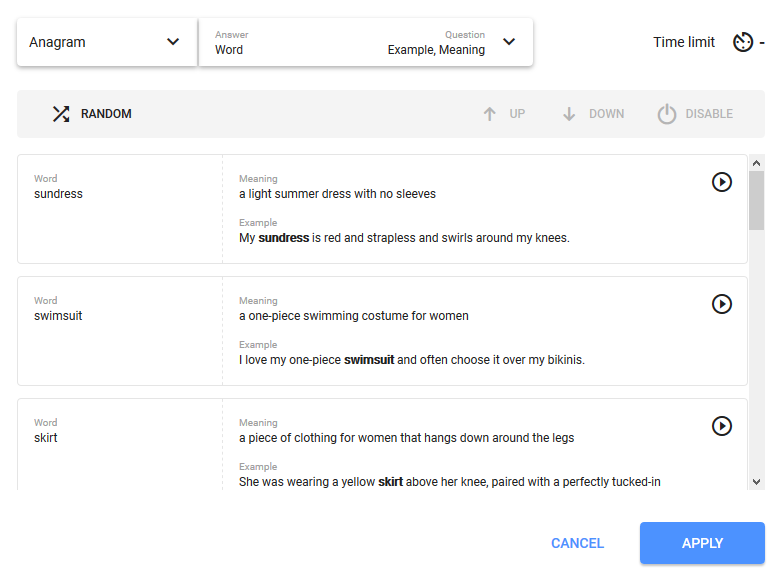 Anagram
Answer
Word
Question
Example, Meaning
Time limit
-
RANDOM
UP
DOWN
DISABLE
Word
sundress
Meaning
a light summer dress with no sleeves
Example
My sundress is red and strapless and swirls around my knees.
Word
swimsuit
Meaning
a one-piece swimming costume for women
Example
I love my one-piece swimsuit and often choose it over my bikinis.
Word
skirt
Meaning
a piece of clothing for women that hangs down around the legs
Example
She was wearing a yellow skirt above her knee, paired with a perfectly tucked-in
CANCEL
APPLY